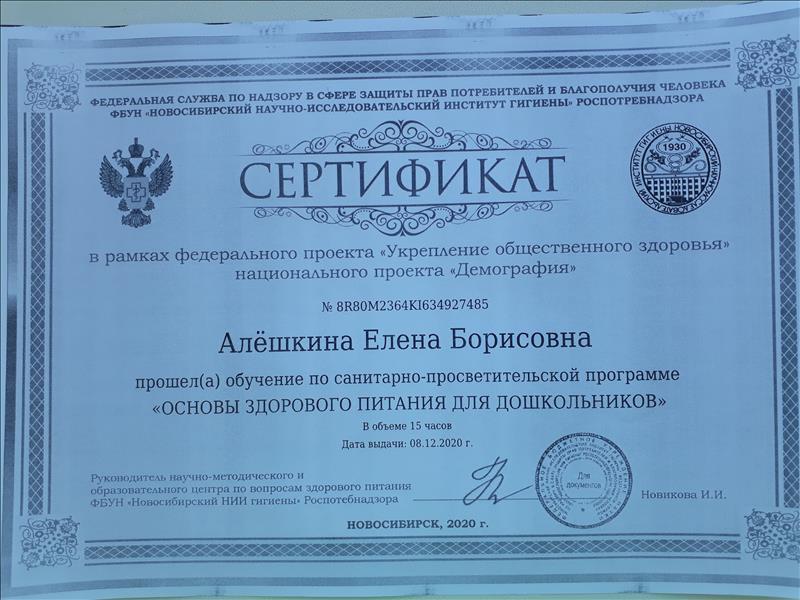 ФЕДЕРАЛЬНАЯ СЛУЖБА ПО НАДЗОРУ В СФЕРЕ ЗАЩИТЫ ПРАВ ПОТРЕБИТЕЛЕЙ И БЛАГОПОЛУЧИЯ ЧЕЛОВЕКА
ФБУН «НОВОСИБИРСКИЙ НАУЧНО-ИССЛЕДОВАТЕЛЬСКИЙ ИНСТИТУТ ГИГИЕНЫ» РОСПОТРЕБНАДЗОРА
1930
СЕРТИФИКАТ
в рамках федерального проекта «Укрепление общественного здоровья»
национального проекта «Демография»
№ 8R80M2364KI634927485
Алёшкина Елена Борисовна
прошел(а) обучение по санитарно-просветительской программе
«ОСНОВЫ ЗДОРОВОГО ПИТАНИЯ ДЛЯ ДОШКОЛЬНИКОВ»
В объеме 15 часов
Дата выдачи: 08.12.2020 г.
Руководитель научно-методического и
образовательного центра по вопросам здорового питания
ФБУН «Новосибирский НИИ гигиены» Роспотебнадзора
Для
документов
Новикова И.И.
НОВОСИБИРСК, 2020 г.